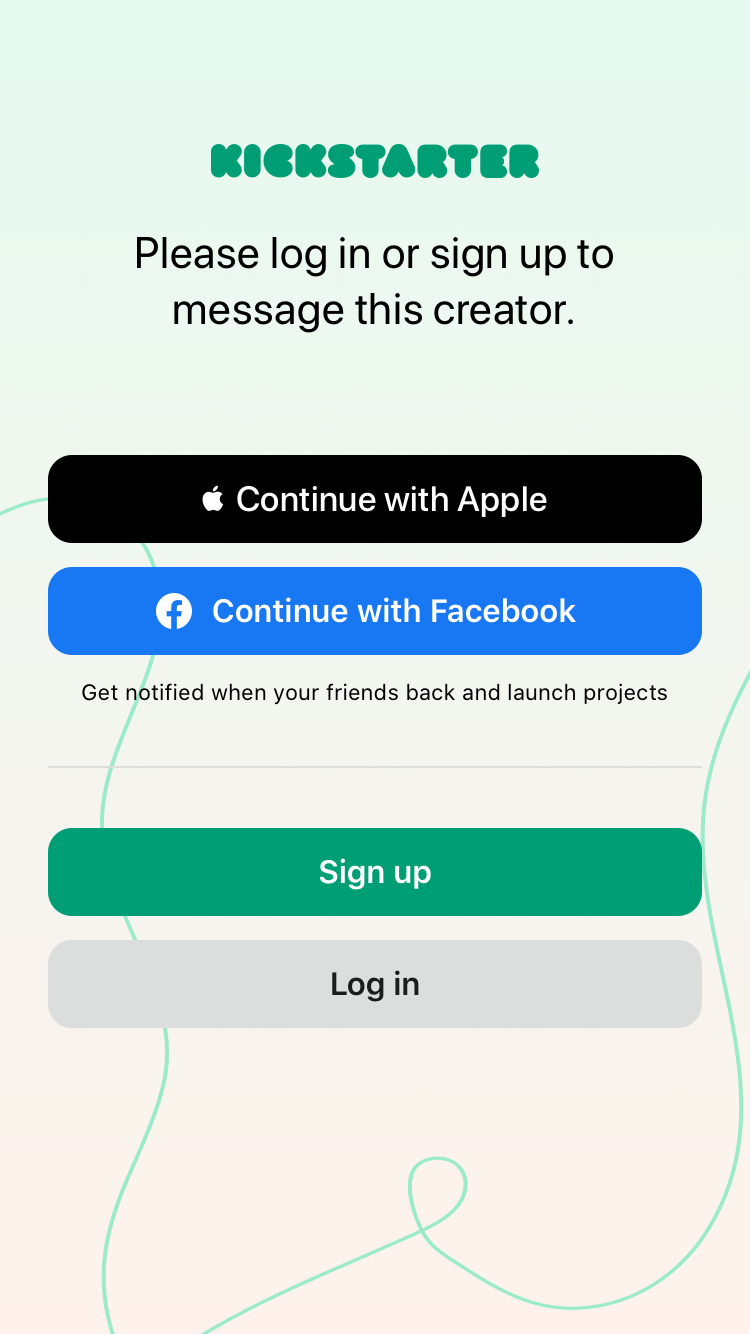 KICKSTARTER
Please log in or sign up to
message this creator.
Continue with Apple
Continue with Facebook
Get notified when your friends back and launch projects
Sign up
Log in